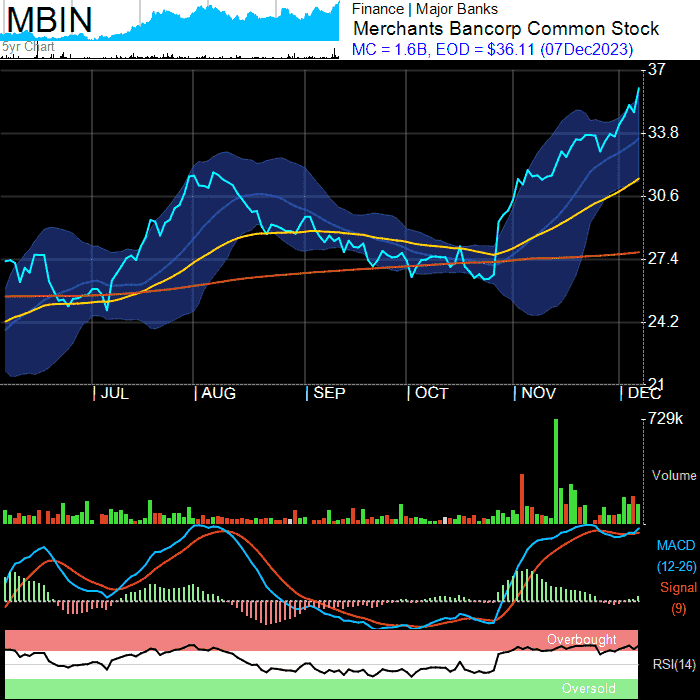 MBIN
5yr Chart
Finance | Major Banks
Merchants Bancorp Common Stock
MC = 1.6B, EOD = $36.11 (07Dec2023)
37
33.8
30.6
27.4
24.2
21
| JUL | AUG | SEP | OCT | NOV | DEC
729k
Volume
MACD
(12-26)
Signal
(9)
Overbought
RSI(14)
Oversold